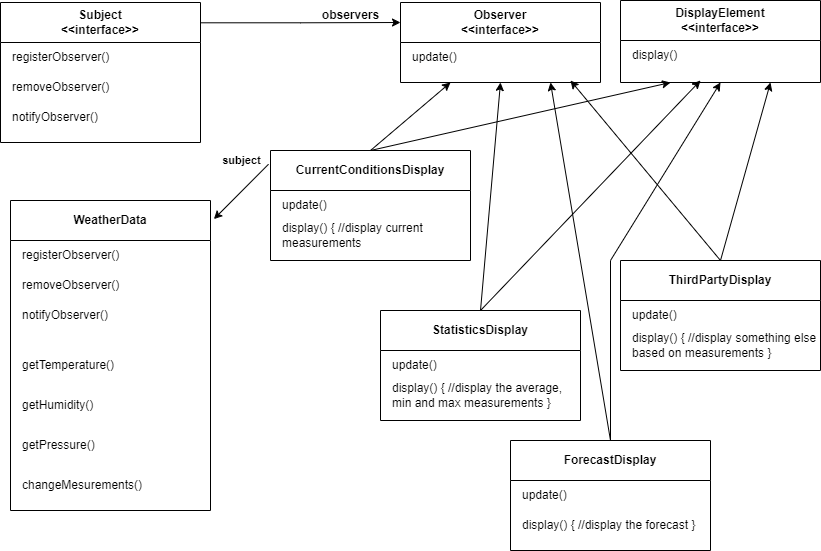 Subject
<<interface>>
registerObserver()
removeObserver()
notifyObserver()
observers
Observer
<<interface>>
update()
DisplayElement
<<interface>>
display()
subject
CurrentConditionsDisplay
update()
display() { //display current
measurements
WeatherData
registerObserver()
removeObserver()
notifyObserver()
getTemperature()
getHumidity()
getPressure()
changeMesurements()
StatisticsDisplay
update()
display() { //display the average,
min and max measurements }
ThirdPartyDisplay
update()
display() { //display something else
based on measurements }
ForecastDisplay
update()
display() { //display the forecast }